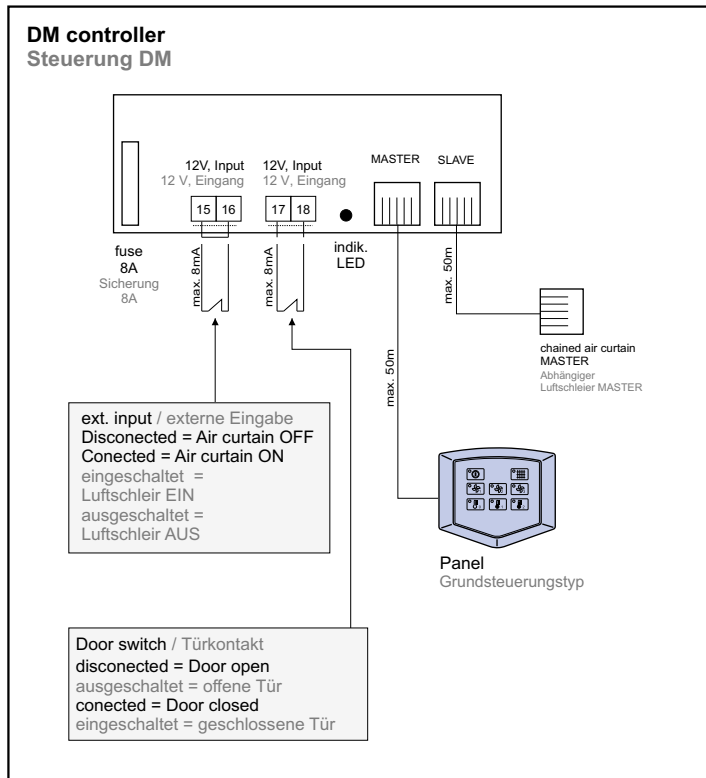 DM controller
Steuerung DM
MASTER
SLAVE
12V, Input
12 V, Eingang
12V, Input
12 V, Eingang
15
16
17
18
fuse
8A
Sicherung
8A
max. 8mA
max. 8mA
indik.
LED
max. 50m
max. 50m
chained air curtain
MASTER
Abhängiger
Luftschleier MASTER
ext. input / externe Eingabe
Disconected = Air curtain OFF
Conected = Air curtain ON
eingeschaltet =
Luftschleir EIN
ausgeschaltet =
Luftschleir AUS
Panel
Grundsteuerungstyp
Door switch / Türkontakt
disconected = Door open
ausgeschaltet = offene Tür
conected = Door closed
eingeschaltet = geschlossene Tür